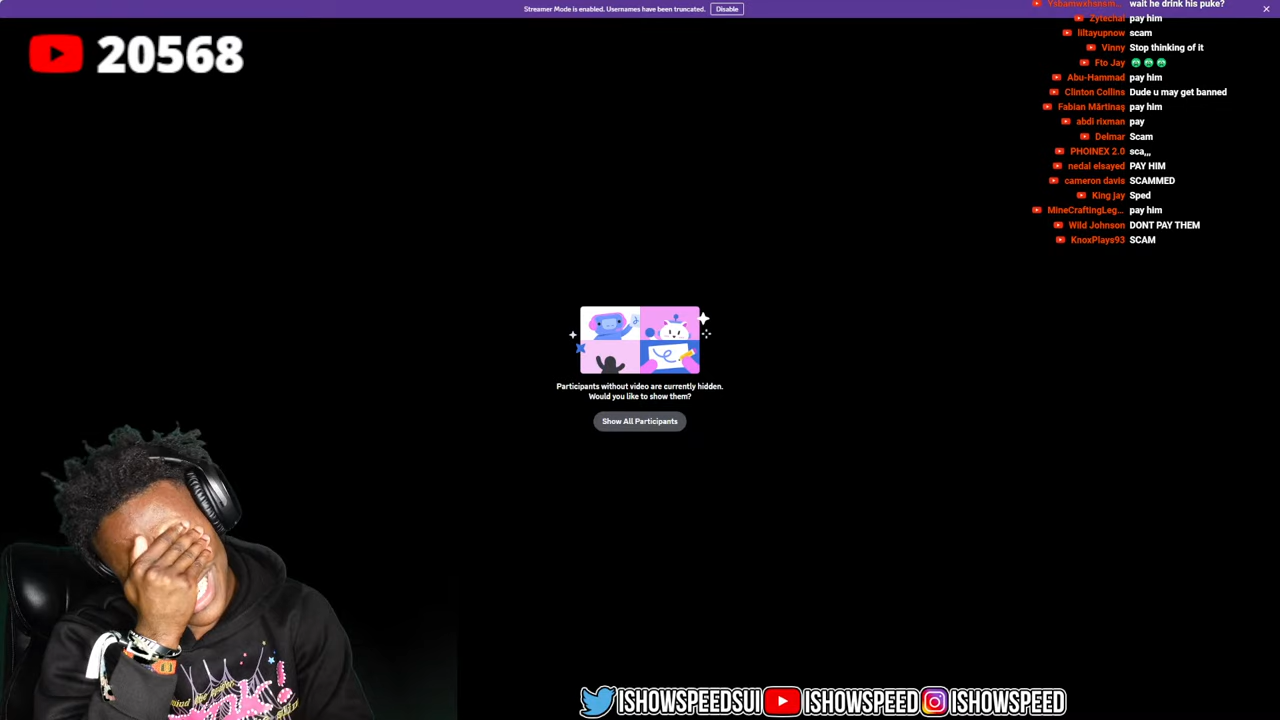 Streamer Mode is enabled. Usernames have been truncated. Disable
20568
Ysbamwxhsnsm... wait he drink his puke?
Zytechal pay him
liltayupnow scam
Vinny Stop thinking of it
Fto Jay
Abu-Hammad pay him
Clinton Collins Dude u may get banned
Fabian Mărtinaș pay him
abdi rixman pay
Delmar Scam
PHOINEX 2.0 sca,,,
nedal elsayed PAY HIM
cameron davis SCAMMED
King jay Sped
MineCraftingLeg... pay him
Wild Johnson DONT PAY THEM
KnoxPlays93 SCAM
Participants without video are currently hidden.
Would you like to show them?
Show All Participants
ISHOWSPEEDSUI ISHOWSPEED ISHOWSPEED